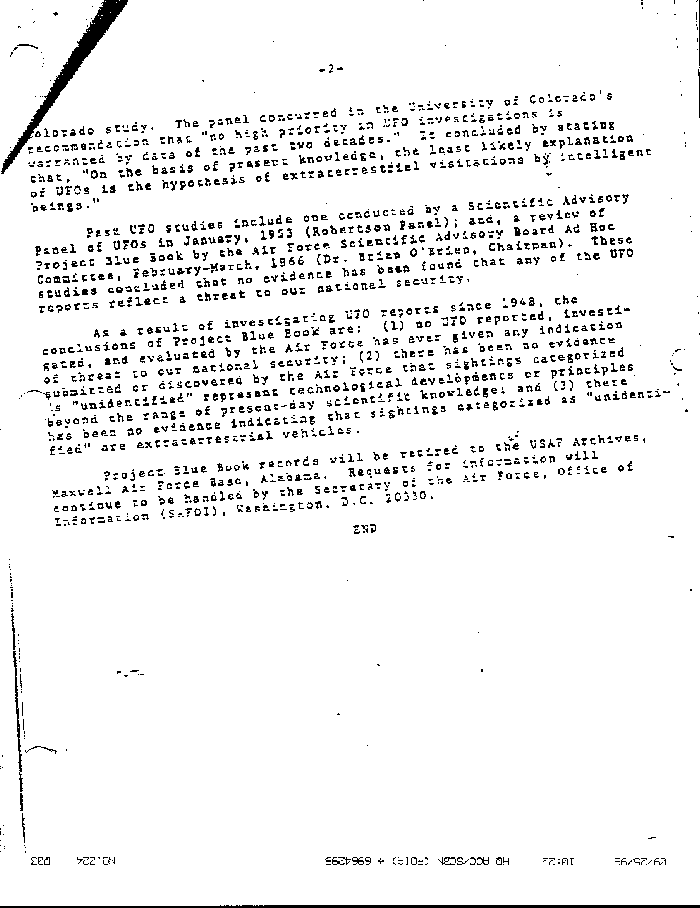 -2-
Colorado study. The panel concurred in the University of Colorado's
recommendation that "no high priority in UFO investigations is
warranted by data of the past two decades." It concluded by stating
that, "On the basis of present knowledge, the least likely explanation
of UFOs is the hypothesis of extraterrestrial visitations by intelligent
beings."
Past UFO studies include one conducted by a Scientific Advisory
Panel of UFOs in January, 1953 (Robertson Panel); and, a review of
Project Blue Book by the Air Force Scientific Advisory Board Ad Hoc
Committee, February-March, 1966 (Dr. Brian O'Brien, Chairman). These
studies concluded that no evidence has been found that any of the UFO
reports reflect a threat to our national security.
As a result of investigating UFO reports since 1948, the
conclusions of Project Blue Book are: (1) no UFO reported, investi-
gated, and evaluated by the Air Force has ever given any indication
of threat to our national security; (2) there has been no evidence
submitted or discovered by the Air Force that sightings categorized
as "unidentified" represent technological developments or principles
beyond the range of present-day scientific knowledge; and (3) there
has been no evidence indicating that sightings categorized as "unidenti-
fied" are extraterrestrial vehicles.
Project Blue Book records will be retired to the USAF Archives,
Maxwell Air Force Base, Alabama. Requests for information will
continue to be handled by the Secretary of the Air Force, Office of
Information (SAFOI), Washington, D.C. 20330.
END
HQ ACC/SCZN (FOIA) → 6964295 NO.224